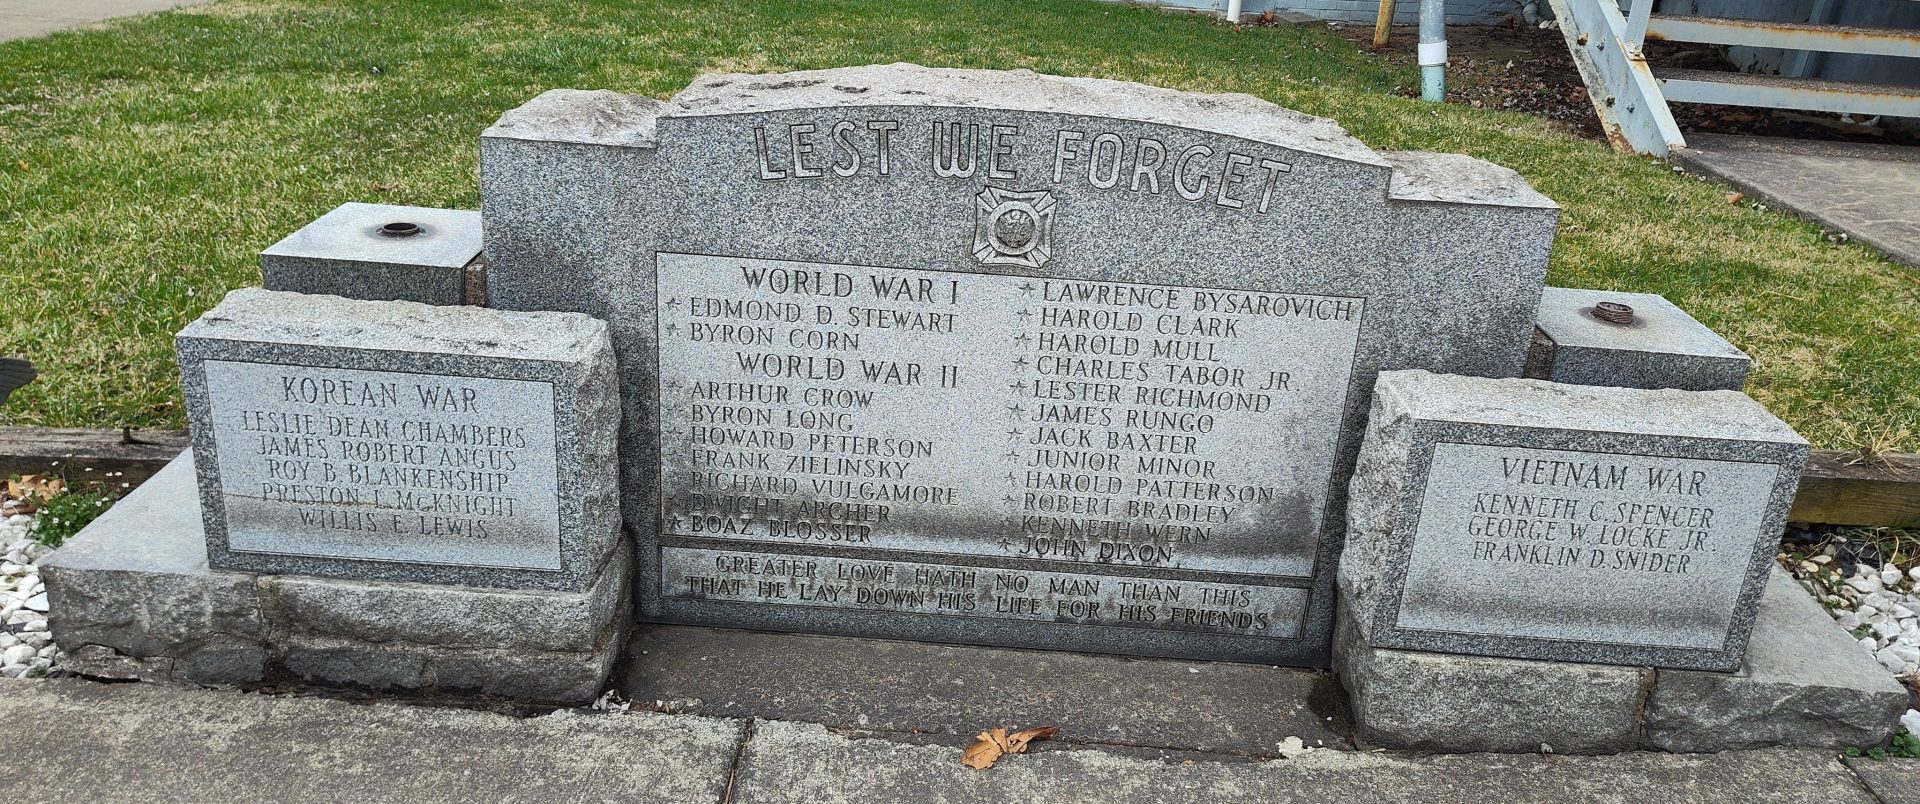 LEST WE FORGET
WORLD WAR I
☆ EDMOND D. STEWART
☆ BYRON CORN
WORLD WAR II
☆ ARTHUR CROW
☆ BYRON LONG
☆ HOWARD PETERSON
☆ FRANK ZIELINSKY
☆ RICHARD VULGAMORE
☆ DWIGHT ARCHER
☆ BOAZ BLOSSER
☆ LAWRENCE BYSAROVICH
☆ HAROLD CLARK
☆ HAROLD MULL
☆ CHARLES TABOR JR
☆ LESTER RICHMOND
☆ JAMES RUNGO
☆ JACK BAXTER
☆ JUNIOR MINOR
☆ HAROLD PATTERSON
☆ ROBERT BRADLEY
☆ KENNETH WERN
☆ JOHN DIXON
GREATER LOVE HATH NO MAN THAN THIS
THAT HE LAY DOWN HIS LIFE FOR HIS FRIENDS
KOREAN WAR
LESLIE DEAN CHAMBERS
JAMES ROBERT ANGUS
ROY B. BLANKENSHIP
PRESTON L. McKNIGHT
WILLIS E. LEWIS
VIETNAM WAR
KENNETH C. SPENCER
GEORGE W. LOCKE JR.
FRANKLIN D. SNIDER